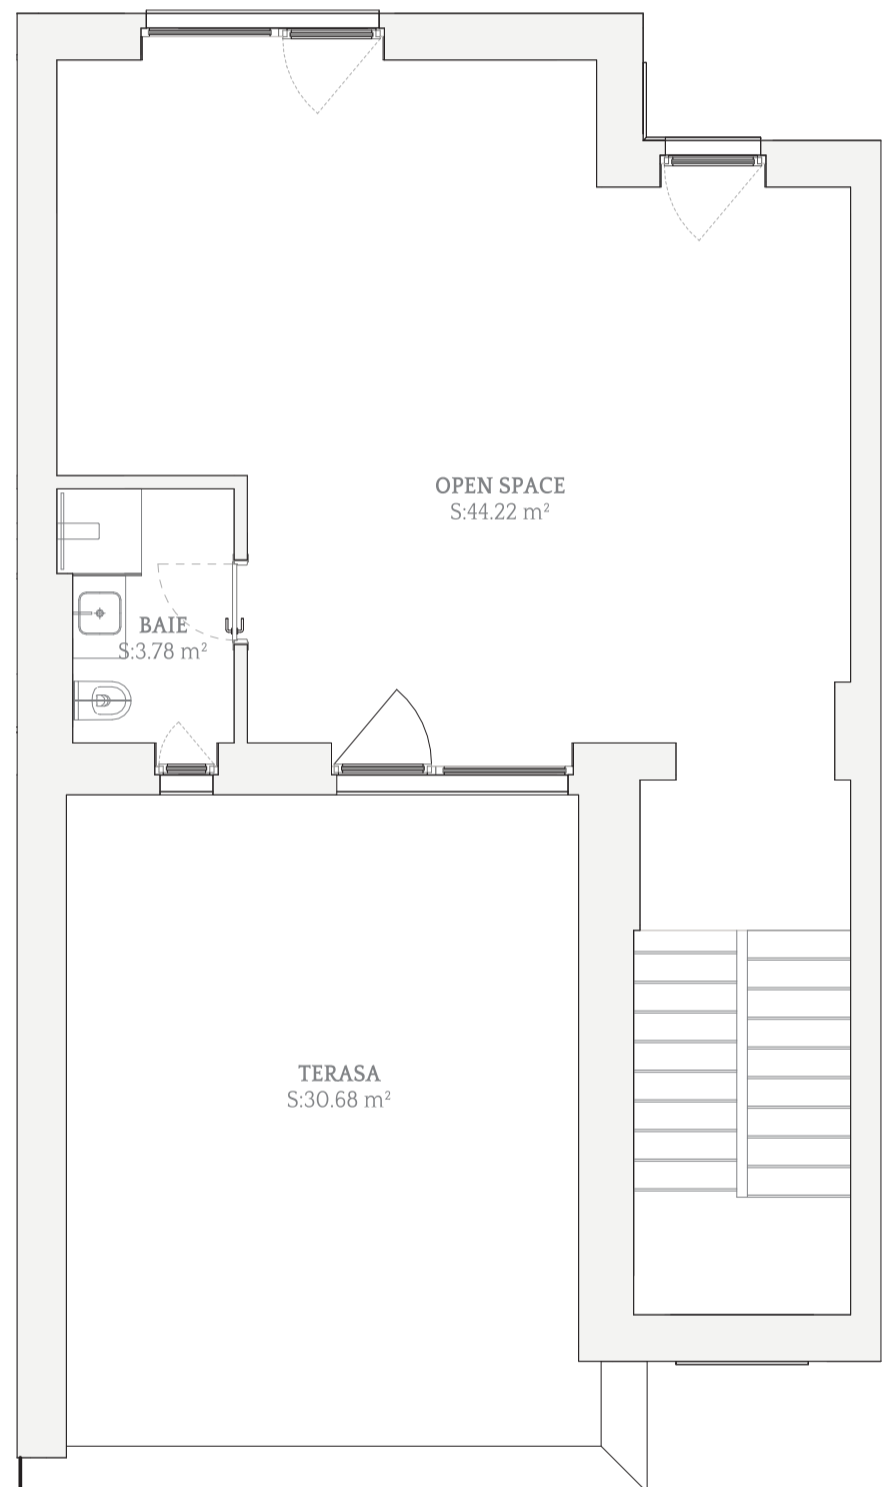 OPEN SPACE
S:44.22 m²
BAIE
S:3.78 m²
TERASA
S:30.68 m²